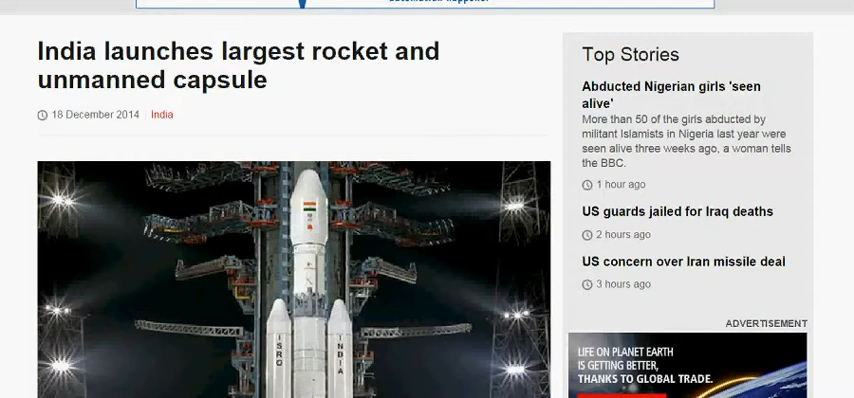 India launches largest rocket and
unmanned capsule
18 December 2014 India
ISRO
INDIA
Top Stories
Abducted Nigerian girls 'seen
alive'
More than 50 of the girls abducted by
militant Islamists in Nigeria last year were
seen alive three weeks ago, a woman tells
the BBC.
1 hour ago
US guards jailed for Iraq deaths
2 hours ago
US concern over Iran missile deal
3 hours ago
ADVERTISEMENT
LIFE ON PLANET EARTH
IS GETTING BETTER,
THANKS TO GLOBAL TRADE.